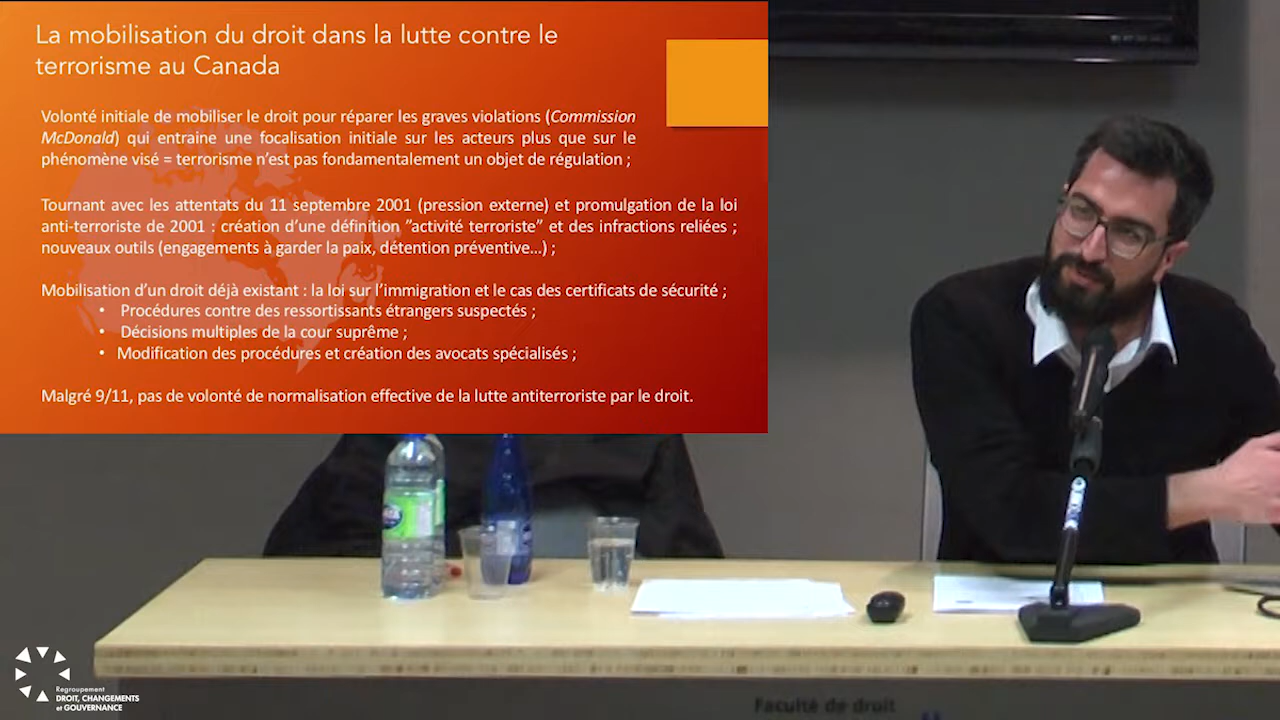 La mobilisation du droit dans la lutte contre le
terrorisme au Canada
Volonté initiale de mobiliser le droit pour réparer les graves violations (Commission
McDonald) qui entraine une focalisation initiale sur les acteurs plus que sur le
phénomène visé = terrorisme n'est pas fondamentalement un objet de régulation ;
Tournant avec les attentats du 11 septembre 2001 (pression externe) et promulgation de la loi
anti-terroriste de 2001 : création d'une définition "activité terroriste" et des infractions reliées ;
nouveaux outils (engagements à garder la paix, détention préventive...) ;
Mobilisation d'un droit déjà existant : la loi sur l'immigration et le cas des certificats de sécurité ;
• Procédures contre des ressortissants étrangers suspectés ;
• Décisions multiples de la cour suprême ;
• Modification des procédures et création des avocats spécialisés ;
Malgré 9/11, pas de volonté de normalisation effective de la lutte antiterroriste par le droit.
Regroupement
DROIT, CHANGEMENTS
et GOUVERNANCE
Faculté de droit